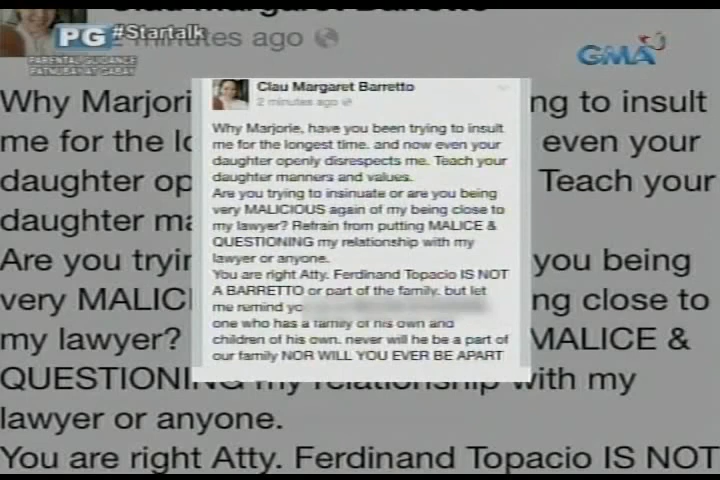 Clau Margaret Barretto
PG #Startalk
2 minutes ago
PARENTAL GUIDANCE
PATNUBAY AT GABAY
GMA
Clau Margaret Barretto
2 minutes ago
Why Marjorie, have you been trying to insult
me for the longest time, and now even your
daughter openly disrespects me. Teach your
daughter manners and values.
Are you trying to insinuate or are you being
very MALICIOUS again of my being close to
my lawyer? Refrain from putting MALICE &
QUESTIONING my relationship with my
lawyer or anyone.
You are right Atty. Ferdinand Topacio IS NOT
A BARRETTO or part of the family, but let
me remind yo
one who has a family of his own and
children of his own, never will he be a part of
our family NOR WILL YOU EVER BE APART
Why Marjori ng to insult
me for the lo even your
daughter op Teach your
daughter ma
Are you tryir you being
very MALIC ng close to
my lawyer? MALICE &
QUESTIONING my relationship with my
lawyer or anyone.
You are right Atty. Ferdinand Topacio IS NOT